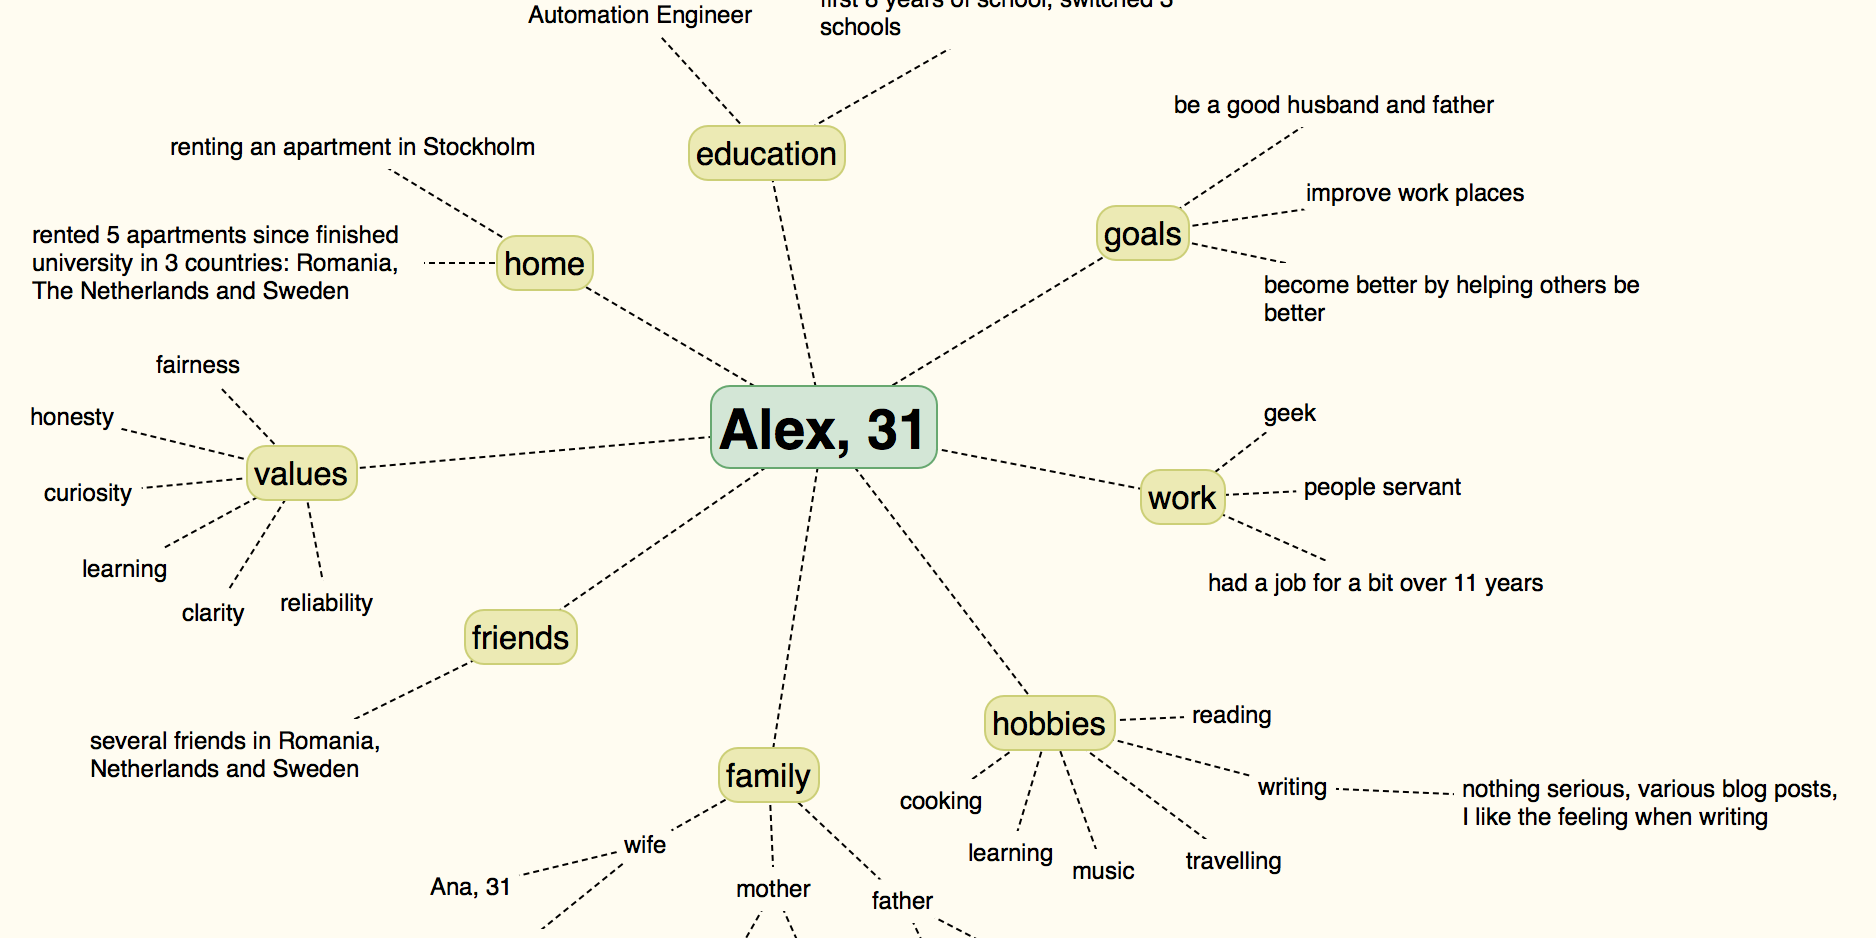 Automation Engineer
first 8 years of school, switched 3
schools
education
be a good husband and father
improve work places
goals
become better by helping others be
better
renting an apartment in Stockholm
rented 5 apartments since finished
university in 3 countries: Romania,
The Netherlands and Sweden
home
Alex, 31
fairness
honesty
values
curiosity
learning
clarity
reliability
geek
work
people servant
had a job for a bit over 11 years
friends
several friends in Romania,
Netherlands and Sweden
hobbies
reading
writing
nothing serious, various blog posts,
I like the feeling when writing
cooking
learning
music
travelling
family
wife
Ana, 31
mother
father